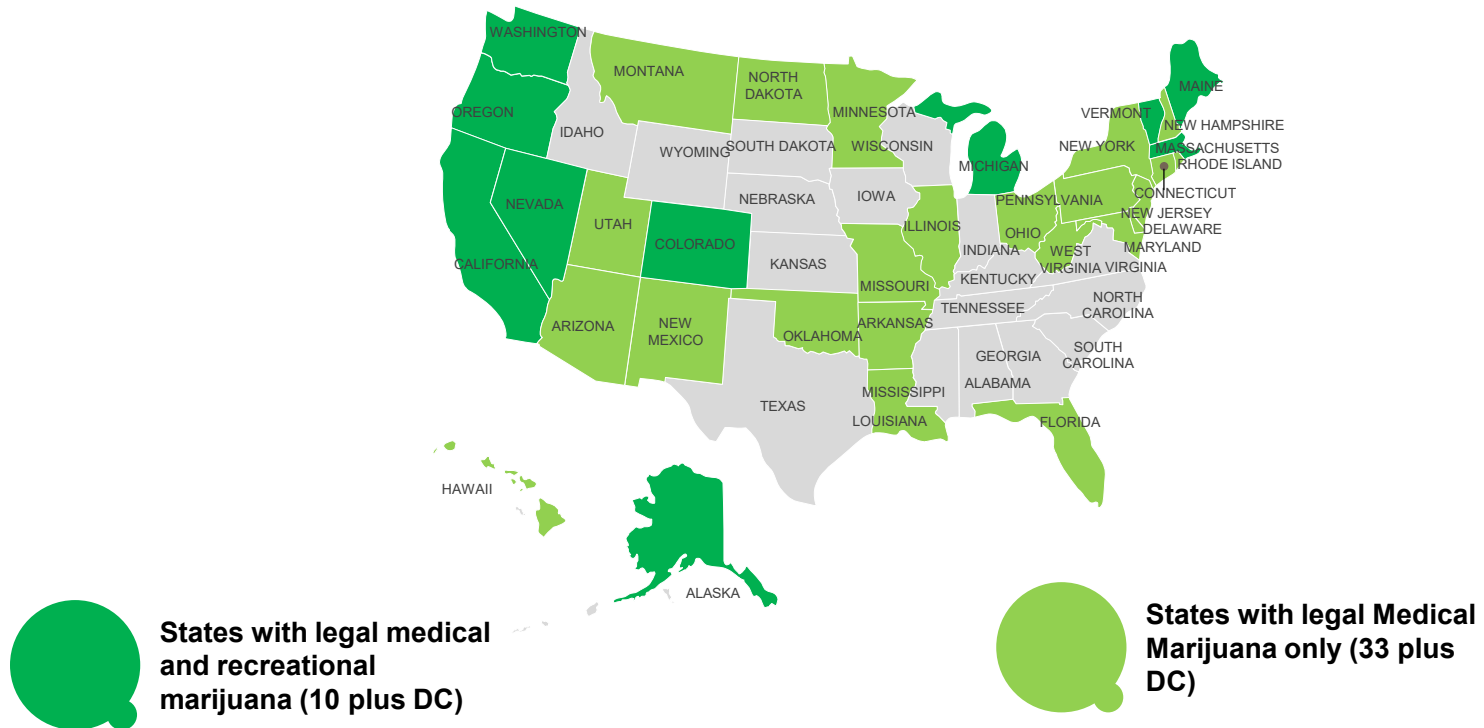 WASHINGTON
MONTANA
NORTH
DAKOTA
MINNESOTA
MAINE
OREGON
VERMONT
IDAHO
NEW HAMPSHIRE
WYOMING
SOUTH DAKOTA
WISCONSIN
NEW YORK
MASSACHUSETTS
MICHIGAN
RHODE ISLAND
NEBRASKA
IOWA
PENNSYLVANIA
CONNECTICUT
NEVADA
UTAH
ILLINOIS
OHIO
NEW JERSEY
DELAWARE
COLORADO
INDIANA
MARYLAND
CALIFORNIA
KANSAS
WEST
VIRGINIA
VIRGINIA
MISSOURI
KENTUCKY
TENNESSEE
NORTH
CAROLINA
ARIZONA
NEW
MEXICO
OKLAHOMA
ARKANSAS
SOUTH
CAROLINA
GEORGIA
ALABAMA
MISSISSIPPI
TEXAS
LOUISIANA
FLORIDA
HAWAII
ALASKA
States with legal medical
and recreational
marijuana (10 plus DC)
States with legal Medical
Marijuana only (33 plus
DC)